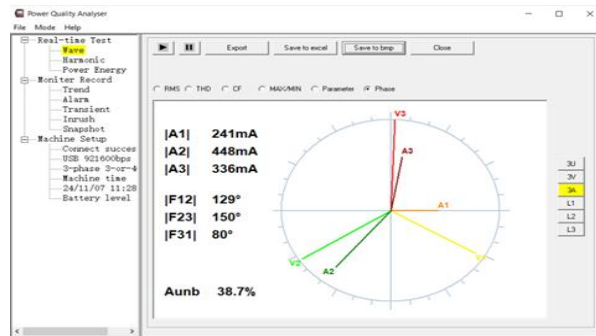 Power Quality Analyser
File Mode Help
Real-time Test
Wave
Harmonic
Power Energy
Moniter Record
Trend
Alarm
Transient
Inrush
Snapshot
Machine Setup
Connect succes
USB 921600bps
3-phase 3-or-4
Machine time
24/11/07 11:28
Battery level
Export Save to excel Save to bmp Close
RMS THD CF MAX/MIN Parameter Phase
|A1| 241mA
|A2| 448mA
|A3| 336mA
|F12| 129°
|F23| 150°
|F31| 80°
Aunb 38.7%
V3
A3
A1
V2
A2
3U
3V
3A
L1
L2
L3